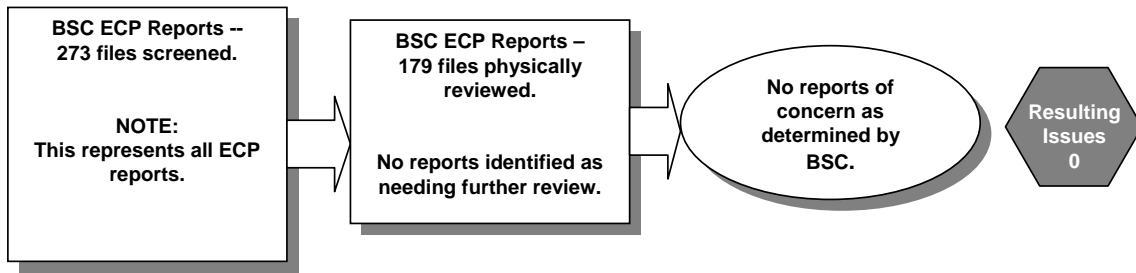 BSC ECP Reports --
273 files screened.
NOTE:
This represents all ECP
reports.
BSC ECP Reports –
179 files physically
reviewed.
No reports identified as
needing further review.
No reports of
concern as
determined by
BSC.
Resulting
Issues
0